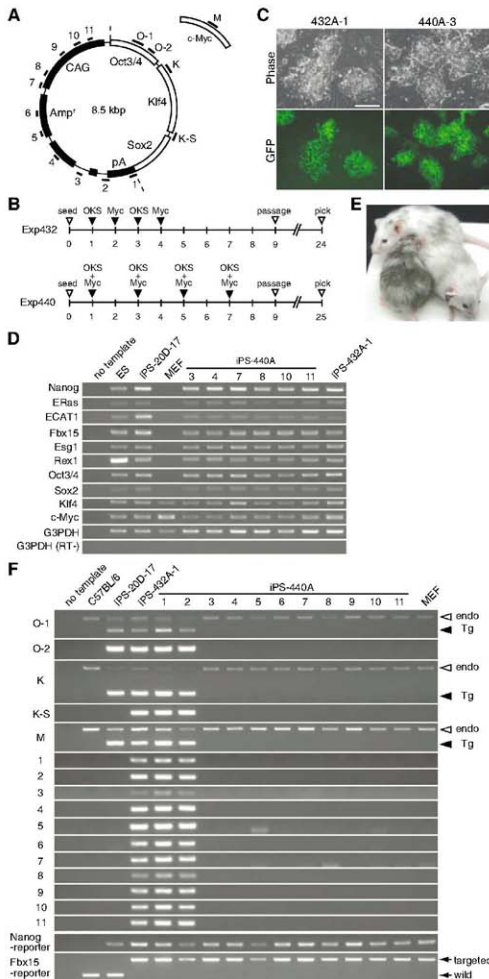 A
M
c-Myc
11
1
O-1
10
O-2
9
Oct3/4
K
8
CAG
7
6
Ampr
8.5 kbp
Klf4
5
Sox2
K-S
4
pA
3
2
1
C
432A-1
440A-3
Phase
GFP
B
seed OKS Myc OKS Myc passage pick
Exp432
0 1 2 3 4 5 6 7 8 9 24
OKS OKS OKS OKS
+ + + +
seed Myc Myc Myc Myc passage pick
Exp440
0 1 2 3 4 5 6 7 8 9 25
E
D
no template ES iPS-20D-17 MEF iPS-440A iPS-432A-1
3 4 7 8 10 11
Nanog
ERas
ECAT1
Fbx15
Esg1
Rex1
Oct3/4
Sox2
Klf4
c-Myc
G3PDH
G3PDH (RT-)
F
no template C57BL/6 iPS-20D-17 iPS-432A-1 iPS-440A MEF
1 2 3 4 5 6 7 8 9 10 11
O-1 endo
Tg
O-2
K endo
Tg
K-S
M endo
Tg
1
2
3
4
5
6
7
8
9
10
11
Nanog
-reporter
Fbx15 targeted
-reporter wild